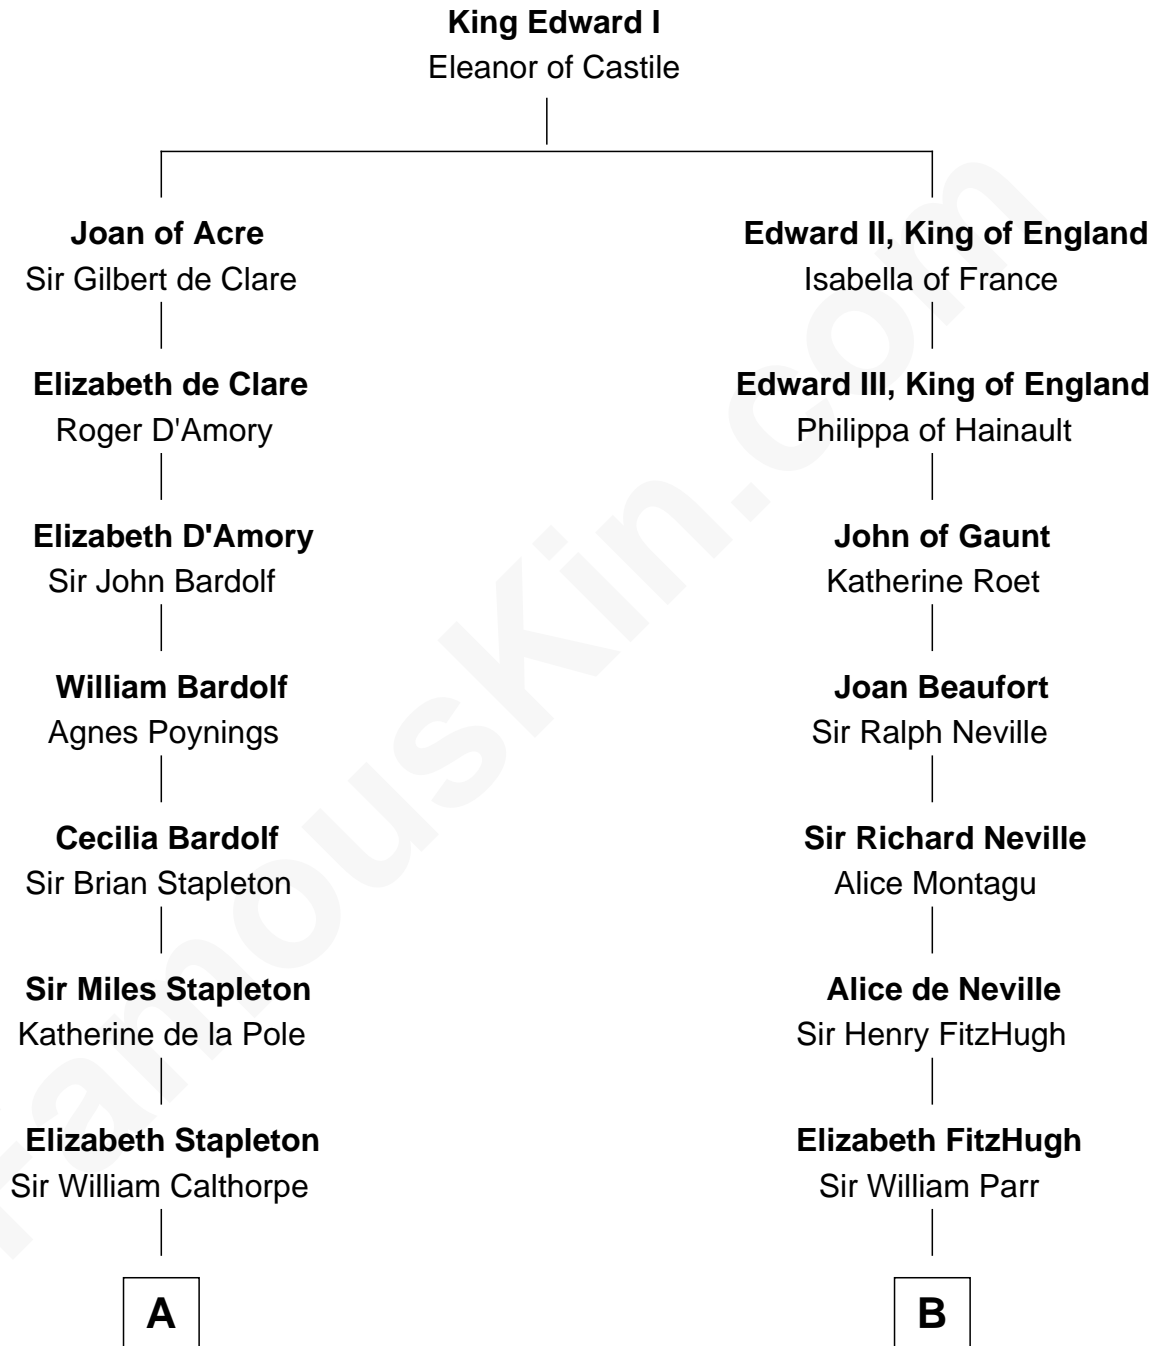 King Edward I
Eleanor of Castile
Joan of Acre
Sir Gilbert de Clare
Edward II, King of England
Isabella of France
Elizabeth de Clare
Roger D'Amory
Edward III, King of England
Philippa of Hainault
Elizabeth D'Amory
Sir John Bardolf
John of Gaunt
Katherine Roet
William Bardolf
Agnes Poynings
Joan Beaufort
Sir Ralph Neville
Cecilia Bardolf
Sir Brian Stapleton
Sir Richard Neville
Alice Montagu
Sir Miles Stapleton
Katherine de la Pole
Alice de Neville
Sir Henry FitzHugh
Elizabeth Stapleton
Sir William Calthorpe
Elizabeth FitzHugh
Sir William Parr
A
B
FamousKin.com